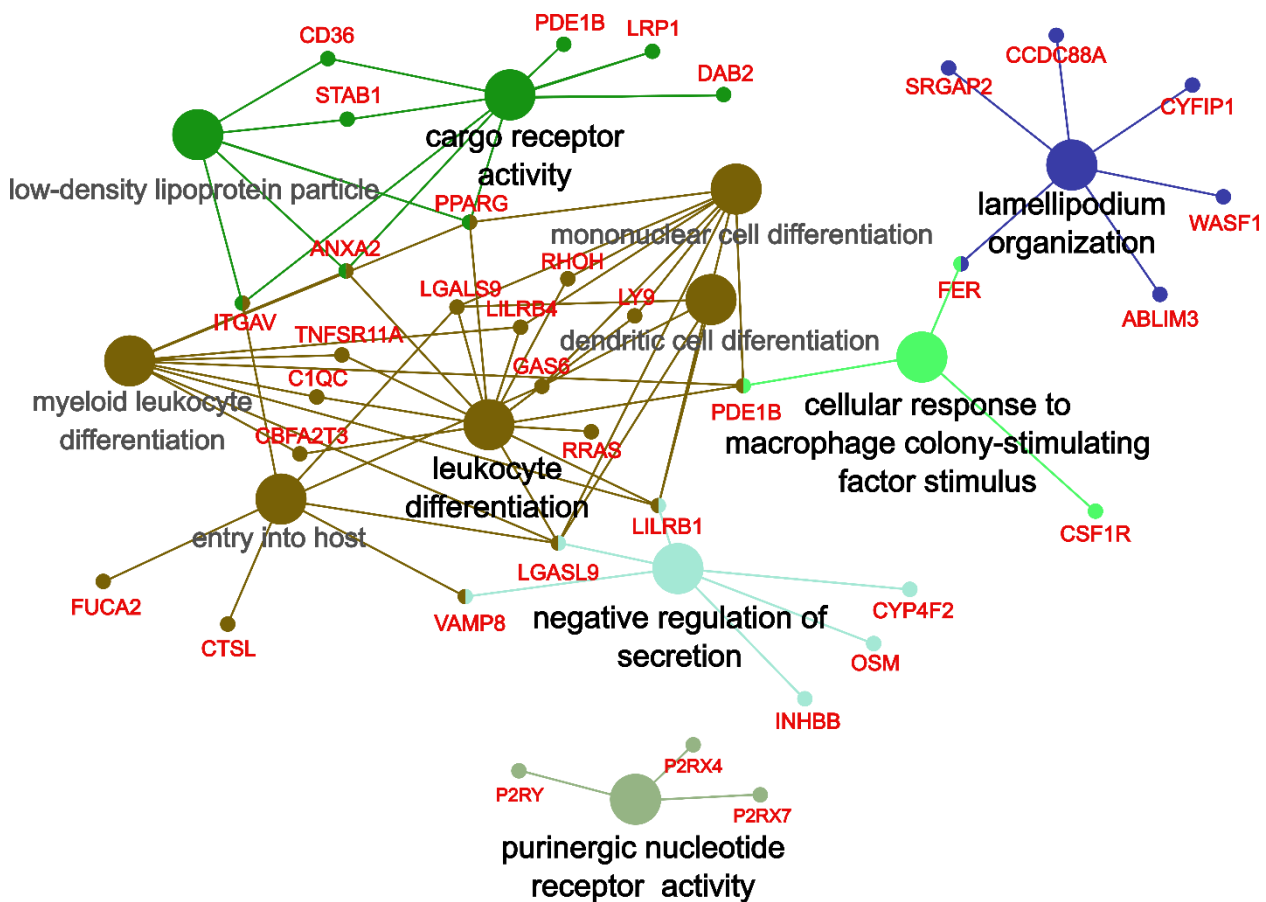 PDE1B
LRP1
CD36
CCDC88A
DAB2
SRGAP2
STAB1
CYFIP1
cargo receptor
activity
low-density lipoprotein particle
PPARG
lamellipodium
organization
WASF1
mononuclear cell differentiation
ANXA2
RHOH
LGALS9
FER
LILRB4
LY9
ITGAV
ABLIM3
TNFSR11A
dendritic cell diferentiation
GAS6
C1QC
myeloid leukocyte
differentiation
PDE1B
cellular response to
macrophage colony-stimulating
factor stimulus
CBFA2T3
RRAS
leukocyte
differentiation
LILRB1
CSF1R
entry into host
LGASL9
FUCA2
VAMP8
CYP4F2
negative regulation of
secretion
CTSL
OSM
INHBB
P2RX4
P2RY
P2RX7
purinergic nucleotide
receptor activity